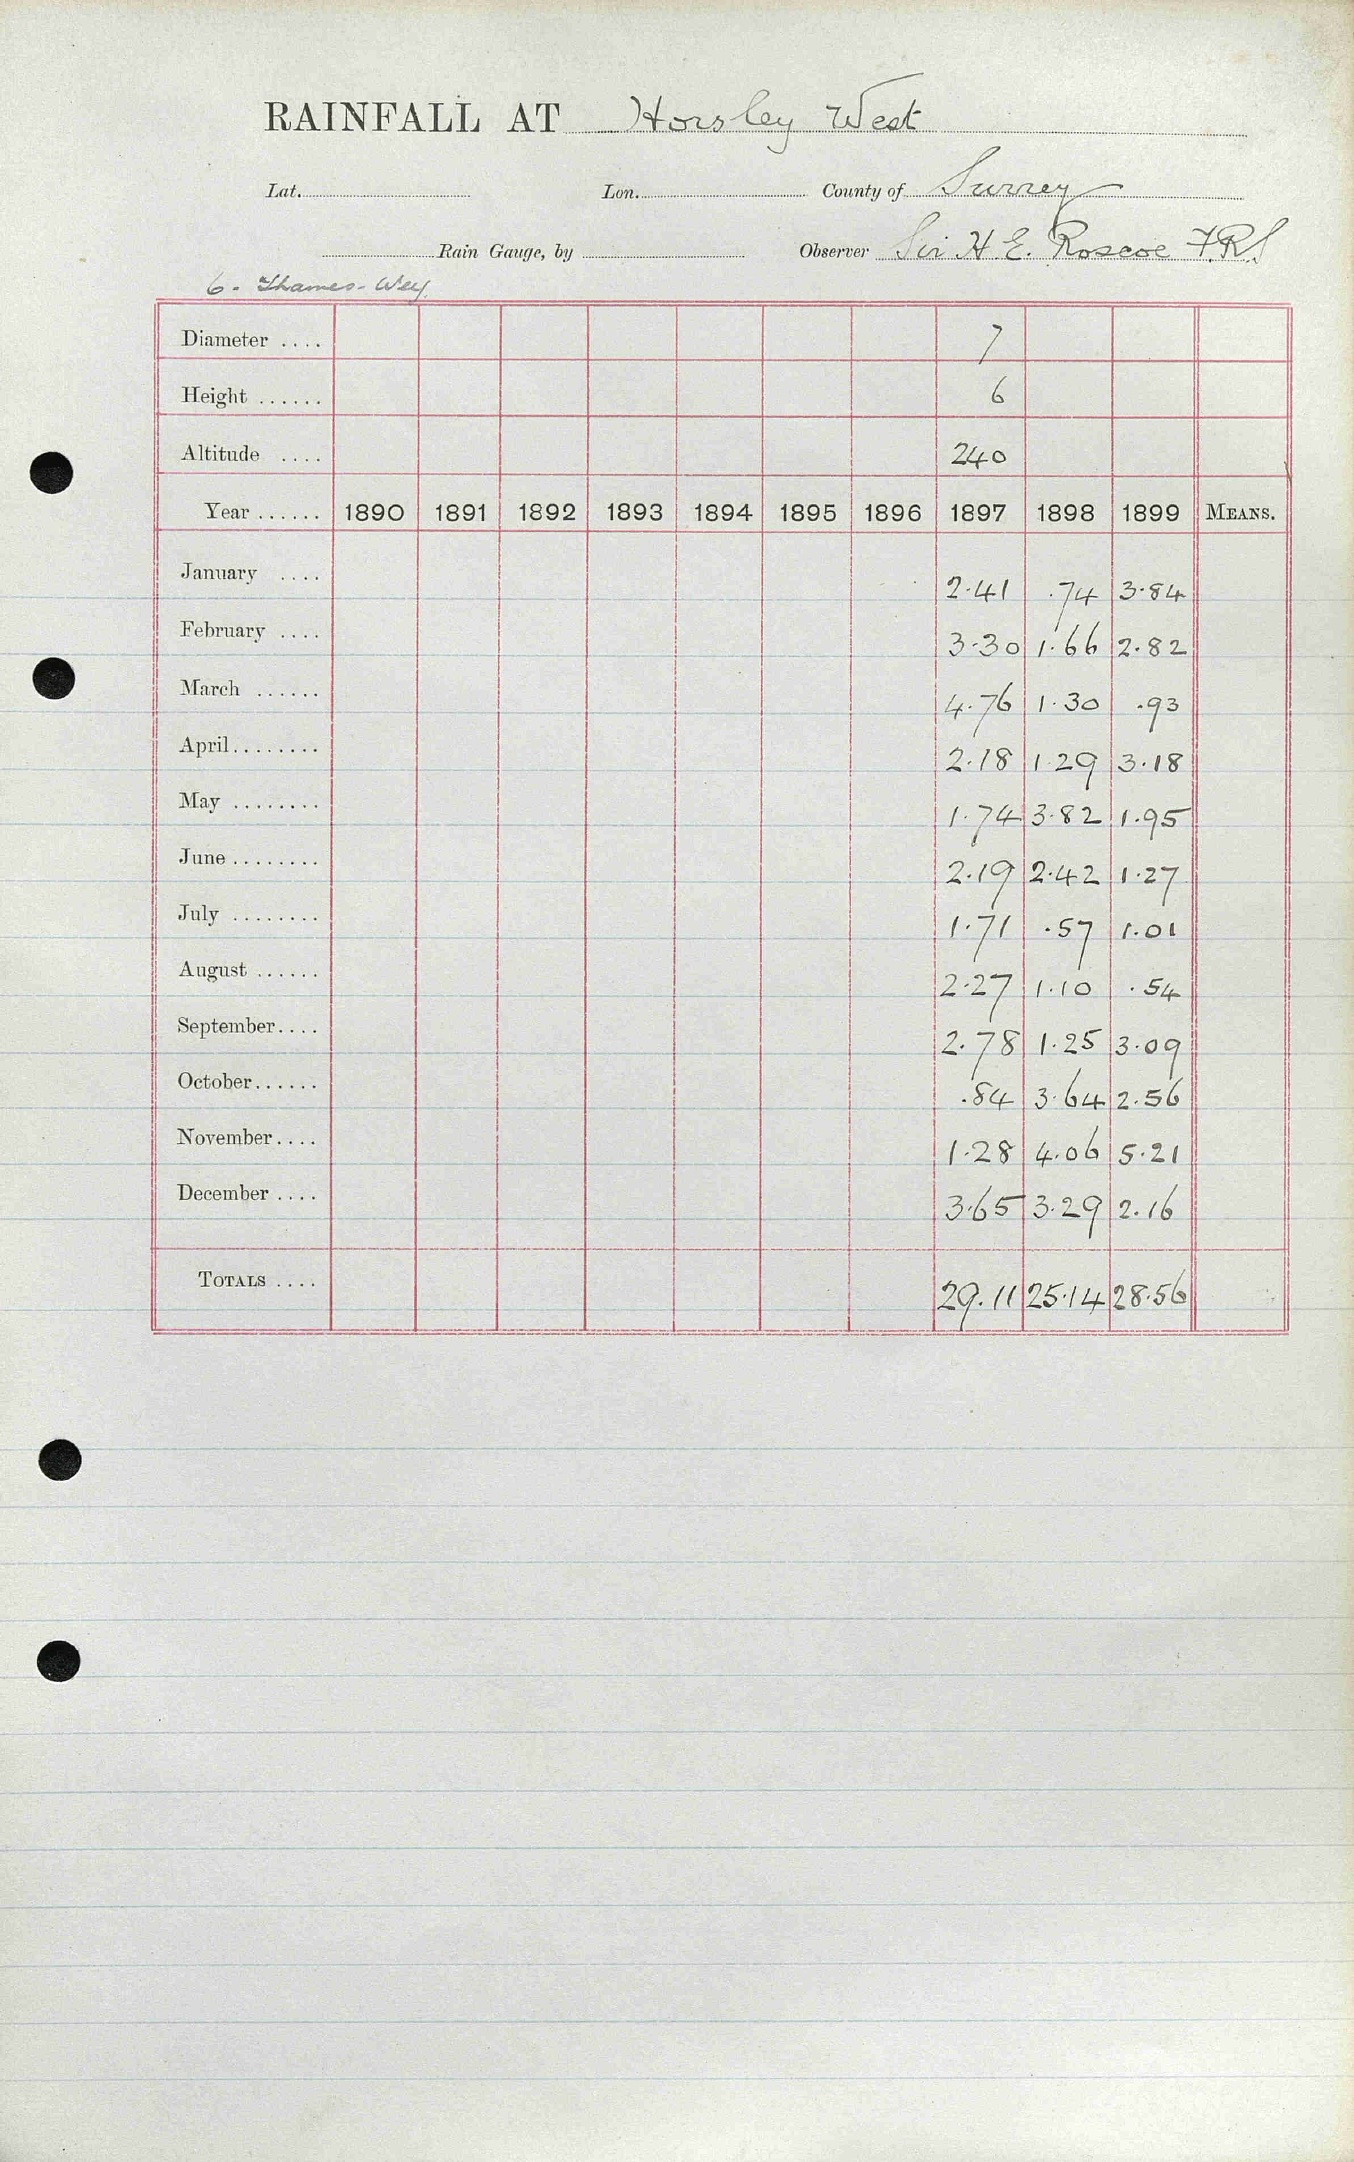 RAINFALL AT Horsley West
Lat. Lon. County of Surrey
Rain Gauge, by Observer Sir H E. Roscoe F.R.S
6. Thames-Wey
Diameter .... 7
Height ...... 6
Altitude .... 240
Year ...... 1890 1891 1892 1893 1894 1895 1896 1897 1898 1899 MEANS.
January .... 2.41 .74 3.84
February .... 3.30 1.66 2.82
March ...... 4.76 1.30 .93
April........ 2.18 1.29 3.18
May ........ 1.74 3.82 1.95
June ........ 2.19 2.42 1.27
July ........ 1.71 .57 1.01
August ...... 2.27 1.10 .54
September.... 2.78 1.25 3.09
October...... .84 3.64 2.56
November.... 1.28 4.06 5.21
December .... 3.65 3.29 2.16
TOTALS .... 29.11 25.14 28.56